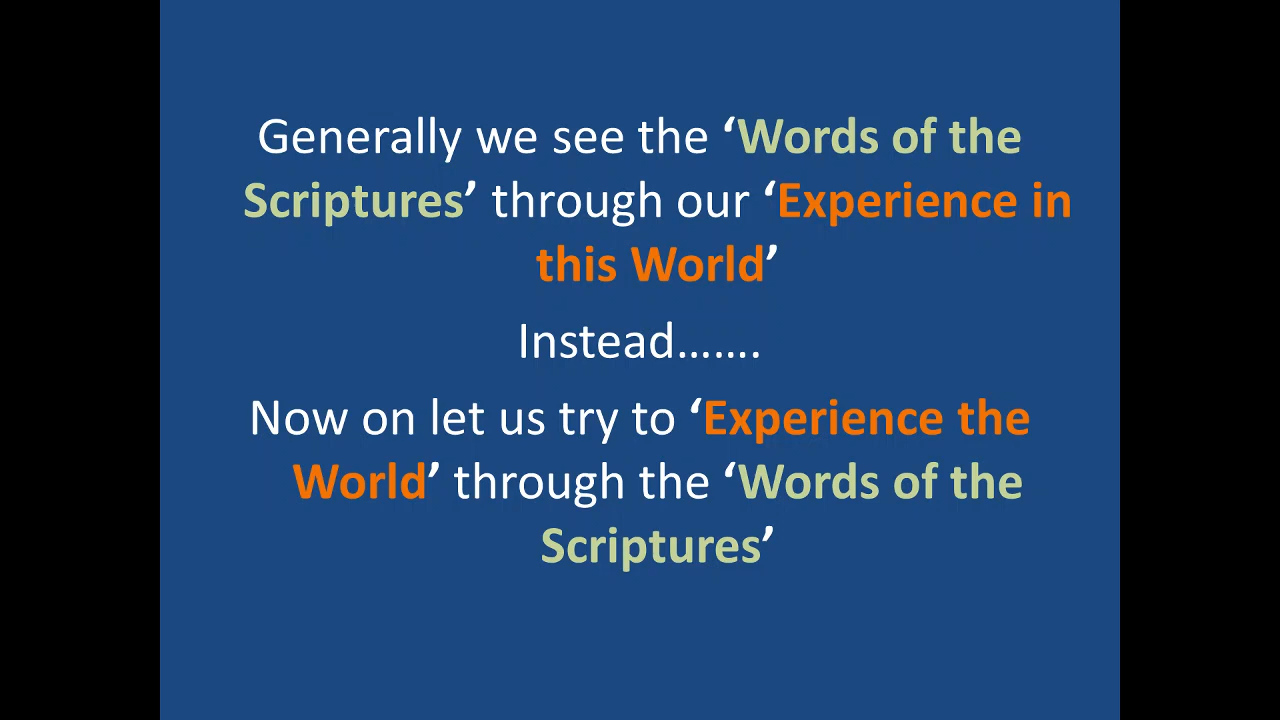 Generally we see the ‘Words of the
Scriptures’ through our ‘Experience in
this World’
Instead…….
Now on let us try to ‘Experience the
World’ through the ‘Words of the
Scriptures’